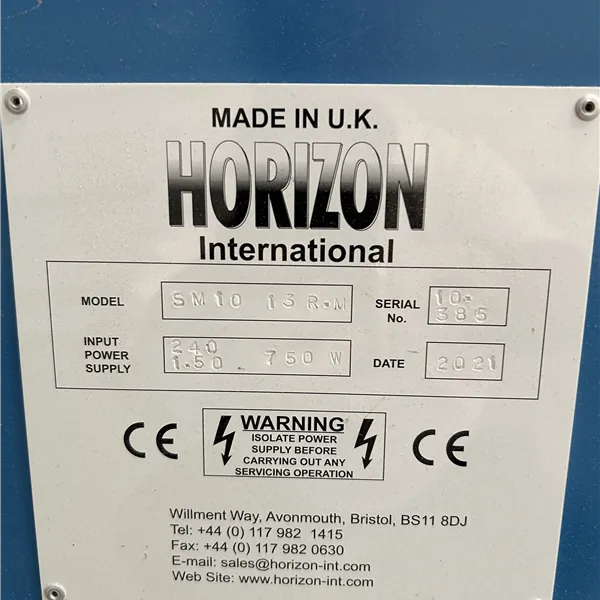 MADE IN U.K.
HORIZON
International
MODEL SM10 13 R.M
SERIAL No. 10-385
INPUT POWER SUPPLY 240 1.50 750 W
DATE 2021
CE
WARNING
ISOLATE POWER
SUPPLY BEFORE
CARRYING OUT ANY
SERVICING OPERATION
CE
Willment Way, Avonmouth, Bristol, BS11 8DJ
Tel: +44 (0) 117 982 1415
Fax: +44 (0) 117 982 0630
E-mail: sales@horizon-int.com
Web Site: www.horizon-int.com